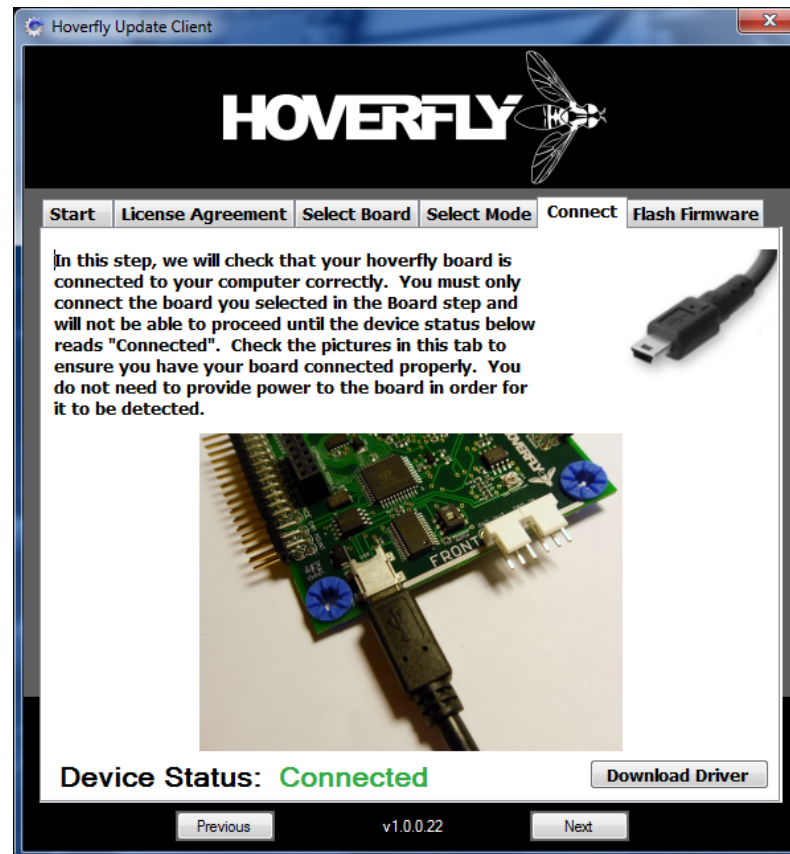 Hoverfly Update Client
HOVERFLY
Start License Agreement Select Board Select Mode Connect Flash Firmware
In this step, we will check that your hoverfly board is
connected to your computer correctly.  You must only
connect the board you selected in the Board step and
will not be able to proceed until the device status below
reads "Connected".  Check the pictures in this tab to
ensure you have your board connected properly.  You
do not need to provide power to the board in order for
it to be detected.
HOVERFLY
FRONT
Device Status: Connected
Download Driver
Previous v1.0.0.22 Next